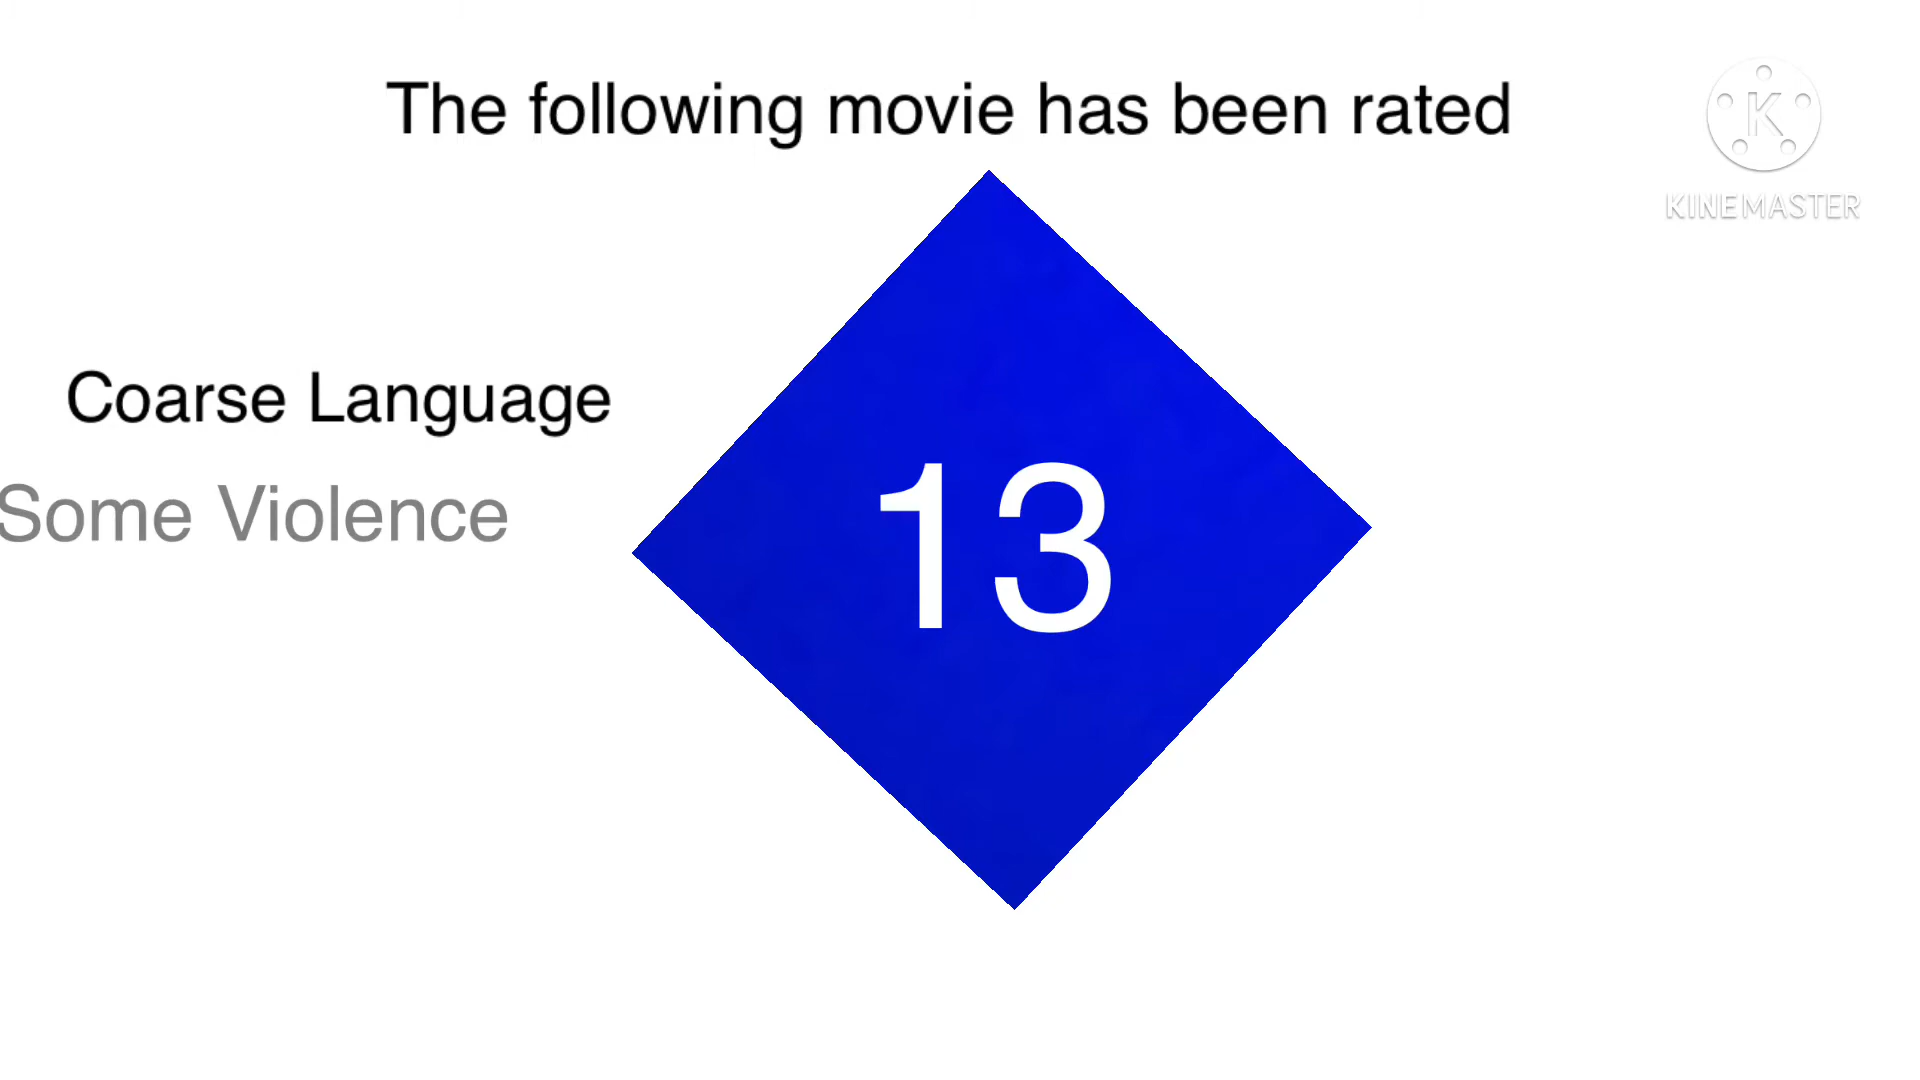 The following movie has been rated
K
KINEMASTER
Coarse Language
Some Violence
13